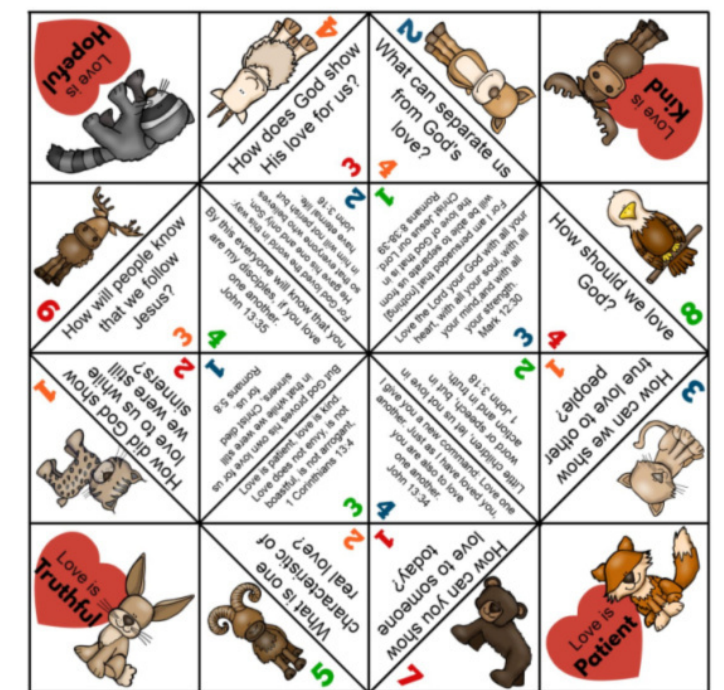 Love is
Hopeful
4
How does God show
His love for us?
3
2
What can separate us
from God's
love?
4
Love is
Kind
6
How will people know
that we follow
Jesus?
3
2
For God loved the world in this way:
He gave his one and only Son,
so that everyone who believes
in him will not perish but
have eternal life.
John 3:16
By this everyone will know that you
are my disciples, if you love
one another.
John 13:35
4
1
For I am persuaded that [nothing]
will be able to separate us from
the love of God that is in
Christ Jesus our Lord.
Romans 8:38-39
Love the Lord your God with all your
heart, with all your soul, with all
your mind,and with all
your strength.
Mark 12:30
3
How should we love
God?
4
8
1
How did God show
love to us while
we were still
sinners?
2
1
But God proves his own love for us
in that while we were still
sinners, Christ died
for us.
Romans 5:8
Love is patient, love is kind.
Love does not envy, is not
boastful, is not arrogant,
1 Corinthians 13:4
3
2
Little children, let us not love in
word or speech, but in
action and in truth.
1 John 3:18
I give you a new command: Love one
another. Just as I have loved you,
you are also to love
one another.
John 13:34
4
1
How can we show
true love to other
people?
3
Love is
Truthful
2
What is one
characteristic of
real love?
5
1
How can you show
love to someone
today?
7
Love is
Patient